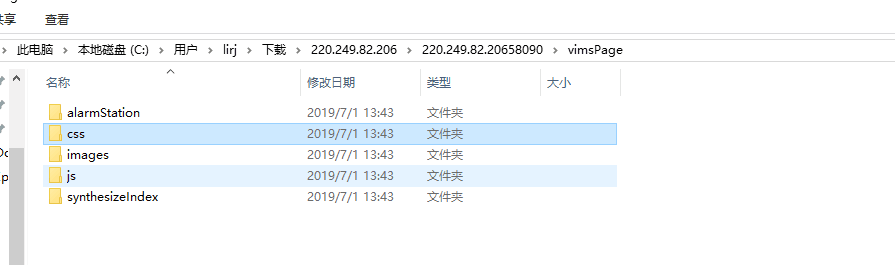 共享 查看
此电脑 > 本地磁盘 (C:) > 用户 > lirj > 下载 > 220.249.82.206 > 220.249.82.20658090 > vimsPage
名称 修改日期 类型 大小
alarmStation 2019/7/1 13:43 文件夹
css 2019/7/1 13:43 文件夹
images 2019/7/1 13:43 文件夹
js 2019/7/1 13:43 文件夹
synthesizeIndex 2019/7/1 13:43 文件夹